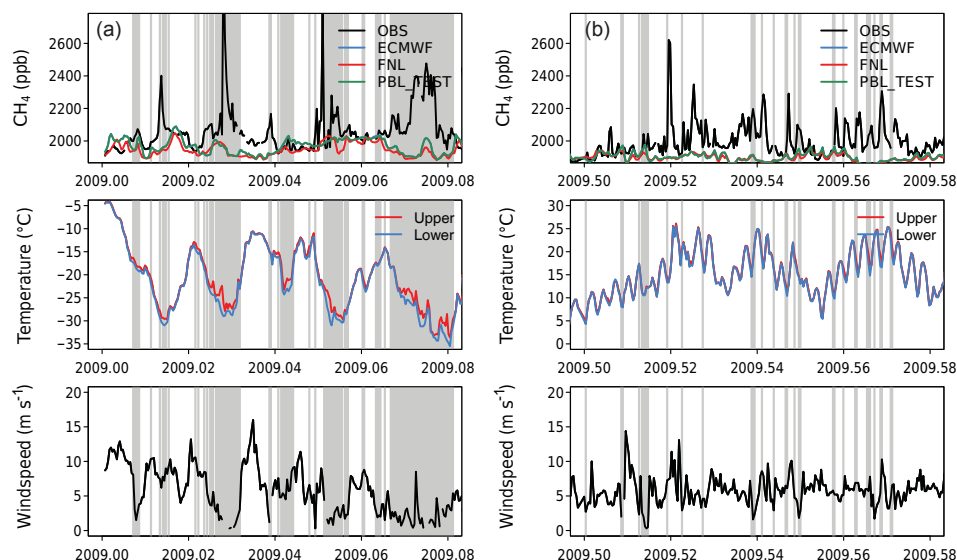 (a)
OBS
ECMWF
FNL
PBL_TEST
CH4 (ppb)
2600
2400
2200
2000
2009.00 2009.02 2009.04 2009.06 2009.08
(b)
OBS
ECMWF
FNL
PBL_TEST
CH4 (ppb)
2600
2400
2200
2000
2009.50 2009.52 2009.54 2009.56 2009.58
Upper
Lower
Temperature (°C)
−5
−10
−15
−20
−25
−30
−35
2009.00 2009.02 2009.04 2009.06 2009.08
Upper
Lower
Temperature (°C)
30
25
20
15
10
5
0
2009.50 2009.52 2009.54 2009.56 2009.58
Windspeed (m s⁻¹)
20
15
10
5
0
2009.00 2009.02 2009.04 2009.06 2009.08
Windspeed (m s⁻¹)
20
15
10
5
0
2009.50 2009.52 2009.54 2009.56 2009.58